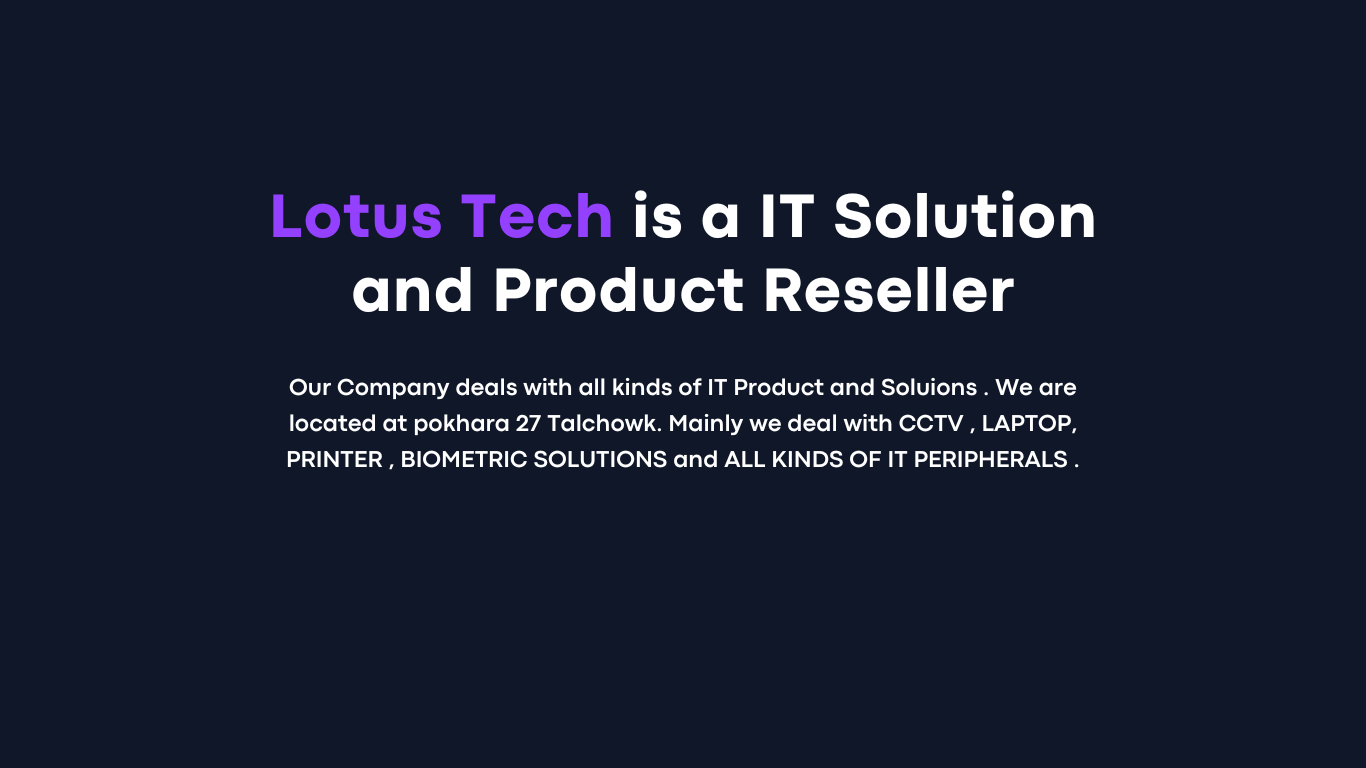 Lotus Tech is a IT Solution
and Product Reseller
Our Company deals with all kinds of IT Product and Soluions . We are
located at pokhara 27 Talchowk. Mainly we deal with CCTV , LAPTOP,
PRINTER , BIOMETRIC SOLUTIONS and ALL KINDS OF IT PERIPHERALS .